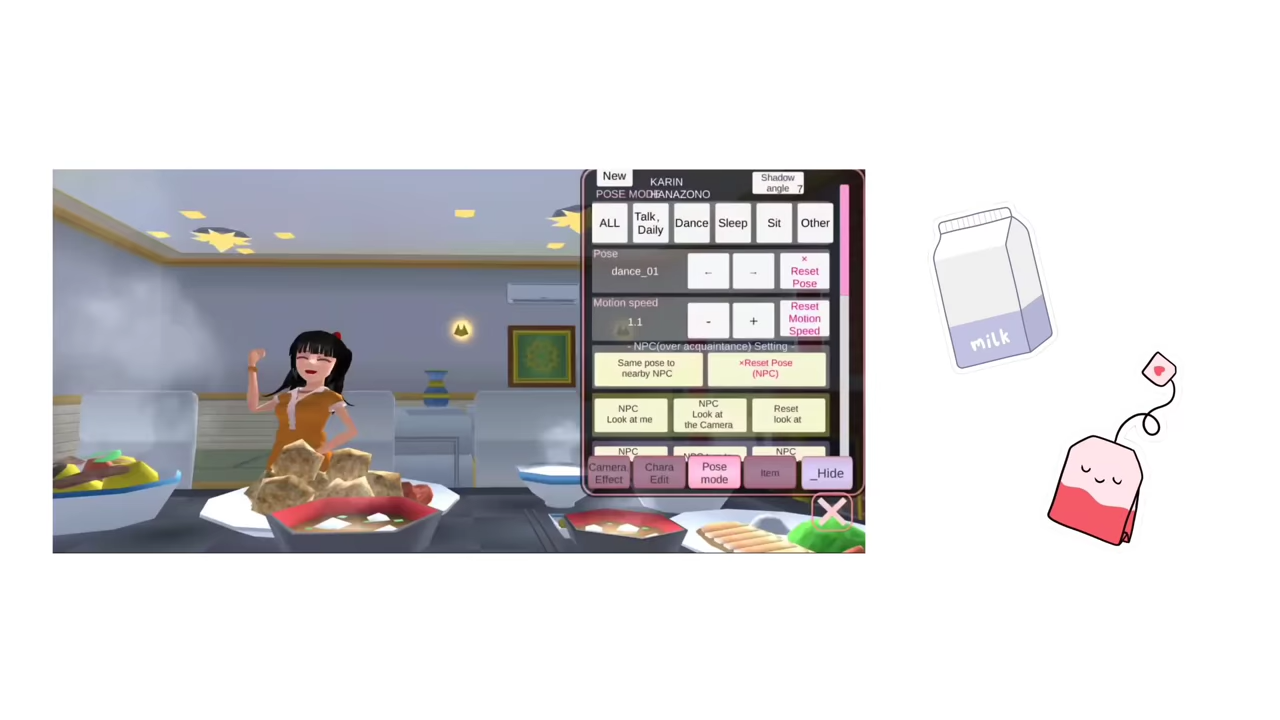 New
KARIN
HANAZONO
POSE MODE
Shadow
angle 7
ALL
Talk,
Daily
Dance
Sleep
Sit
Other
Pose
dance_01
←
→
×
Reset
Pose
Motion speed
1.1
-
+
Reset
Motion
Speed
- NPC(over acquaintance) Setting -
Same pose to
nearby NPC
×Reset Pose
(NPC)
NPC
Look at me
NPC
Look at
the Camera
Reset
look at
NPC
NPC
Camera
Effect
Chara
Edit
Pose
mode
Item
_Hide
milk